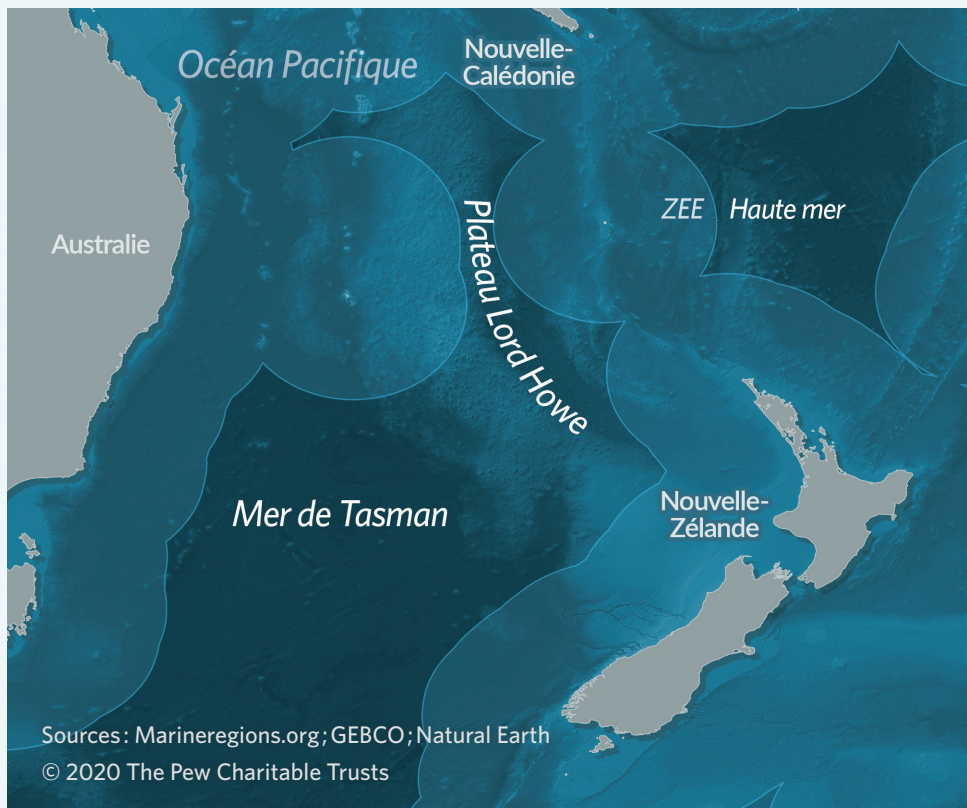 Océan Pacifique
Nouvelle-
Calédonie
ZEE
Haute mer
Australie
Plateau Lord Howe
Mer de Tasman
Nouvelle-
Zélande
Sources : Marineregions.org ; GEBCO ; Natural Earth
© 2020 The Pew Charitable Trusts